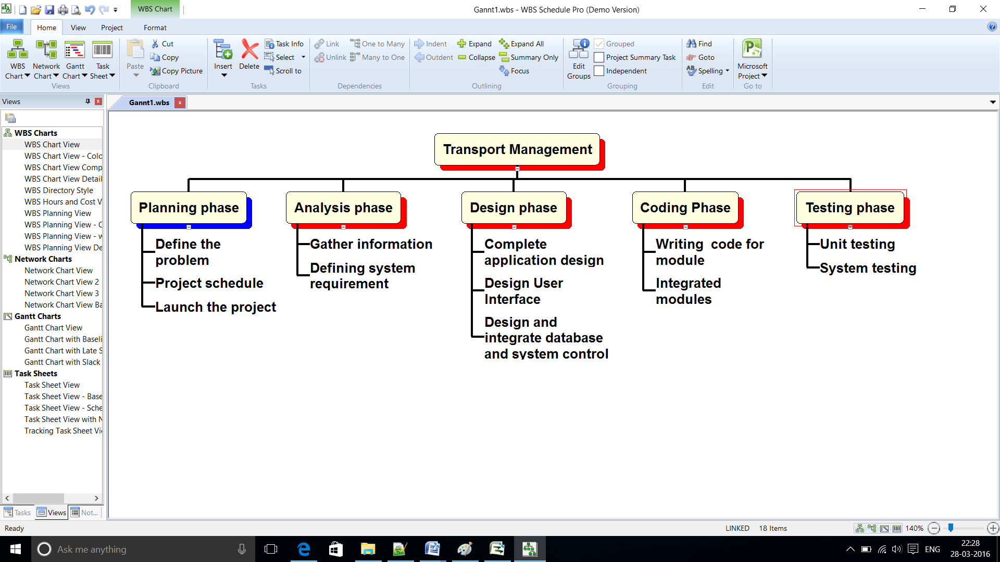 WBS Chart
Gannt1.wbs - WBS Schedule Pro (Demo Version)
File
Home
View
Project
Format
WBS
Chart
Network
Chart
Gantt
Chart
Task
Sheet
Views
Paste
Cut
Copy
Copy Picture
Clipboard
Insert
Delete
Task Info
Select
Scroll to
Tasks
Link
Unlink
One to Many
Many to One
Dependencies
Indent
Outdent
Expand
Collapse
Expand All
Summary Only
Focus
Outlining
Edit
Groups
Grouped
Project Summary Task
Independent
Grouping
Find
Goto
Spelling
Edit
Microsoft
Project
Go to
Views
Gannt1.wbs
WBS Charts
WBS Chart View
WBS Chart View - Colo
WBS Chart View Comp
WBS Chart View Detail
WBS Directory Style
WBS Hours and Cost V
WBS Planning View
WBS Planning View - C
WBS Planning View - w
WBS Planning View De
Network Charts
Network Chart View
Network Chart View 2
Network Chart View 3
Network Chart View Ba
Gantt Charts
Gantt Chart View
Gantt Chart with Baseli
Gantt Chart with Late S
Gantt Chart with Slack
Task Sheets
Task Sheet View
Task Sheet View - Base
Task Sheet View - Sche
Task Sheet View with N
Tracking Task Sheet Vi
Tasks
Views
Not...
Transport Management
Planning phase
Define the
problem
Project schedule
Launch the project
Analysis phase
Gather information
Defining system
requirement
Design phase
Complete
application design
Design User
Interface
Design and
integrate database
and system control
Coding Phase
Writing  code for
module
Integrated
modules
Testing phase
Unit testing
System testing
Ready
LINKED
18 Items
140%
Ask me anything
ENG
22:28
28-03-2016